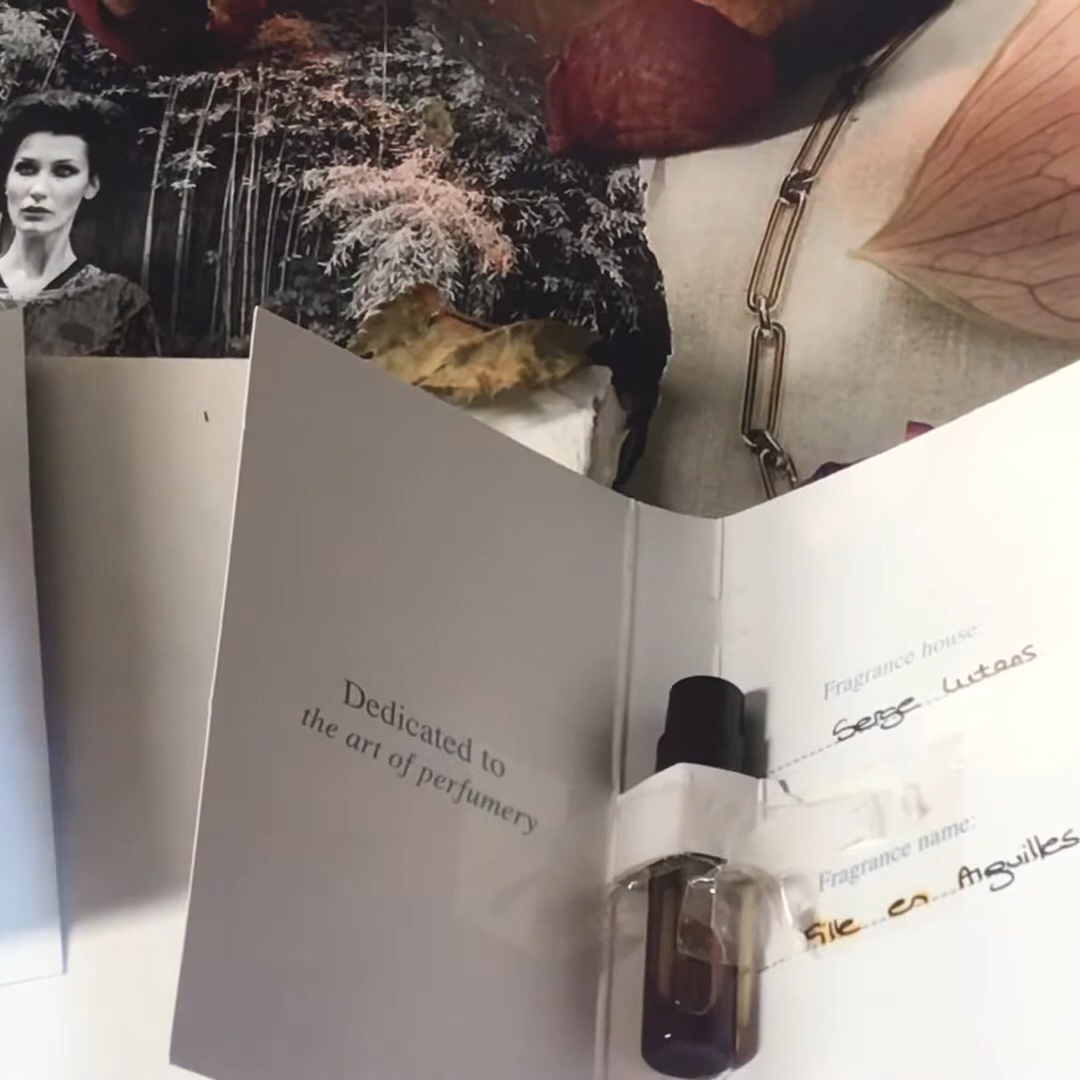 Dedicated to
the art of perfumery
Fragrance house:
Serge Lutens
Fragrance name:
Fille en Aiguilles